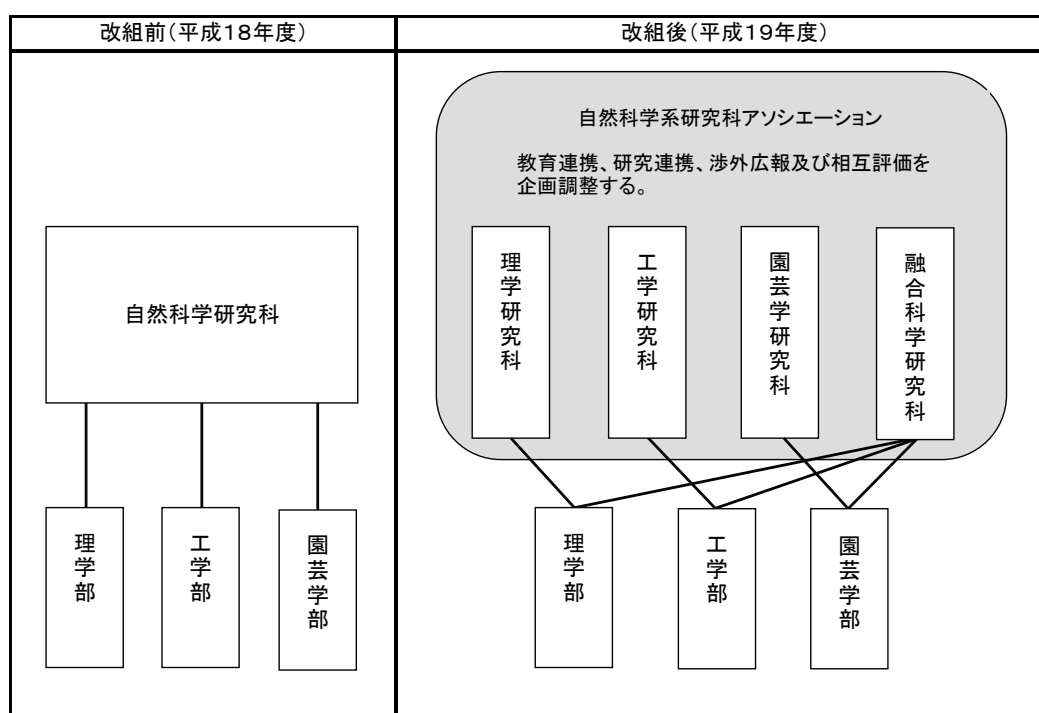 改組前（平成18年度）
改組後（平成19年度）
自然科学研究科
理学部
工学部
園芸学部
自然科学系研究科アソシエーション
教育連携、研究連携、渉外広報及び相互評価を
企画調整する。
理学研究科
工学研究科
園芸学研究科
融合科学研究科
理学部
工学部
園芸学部